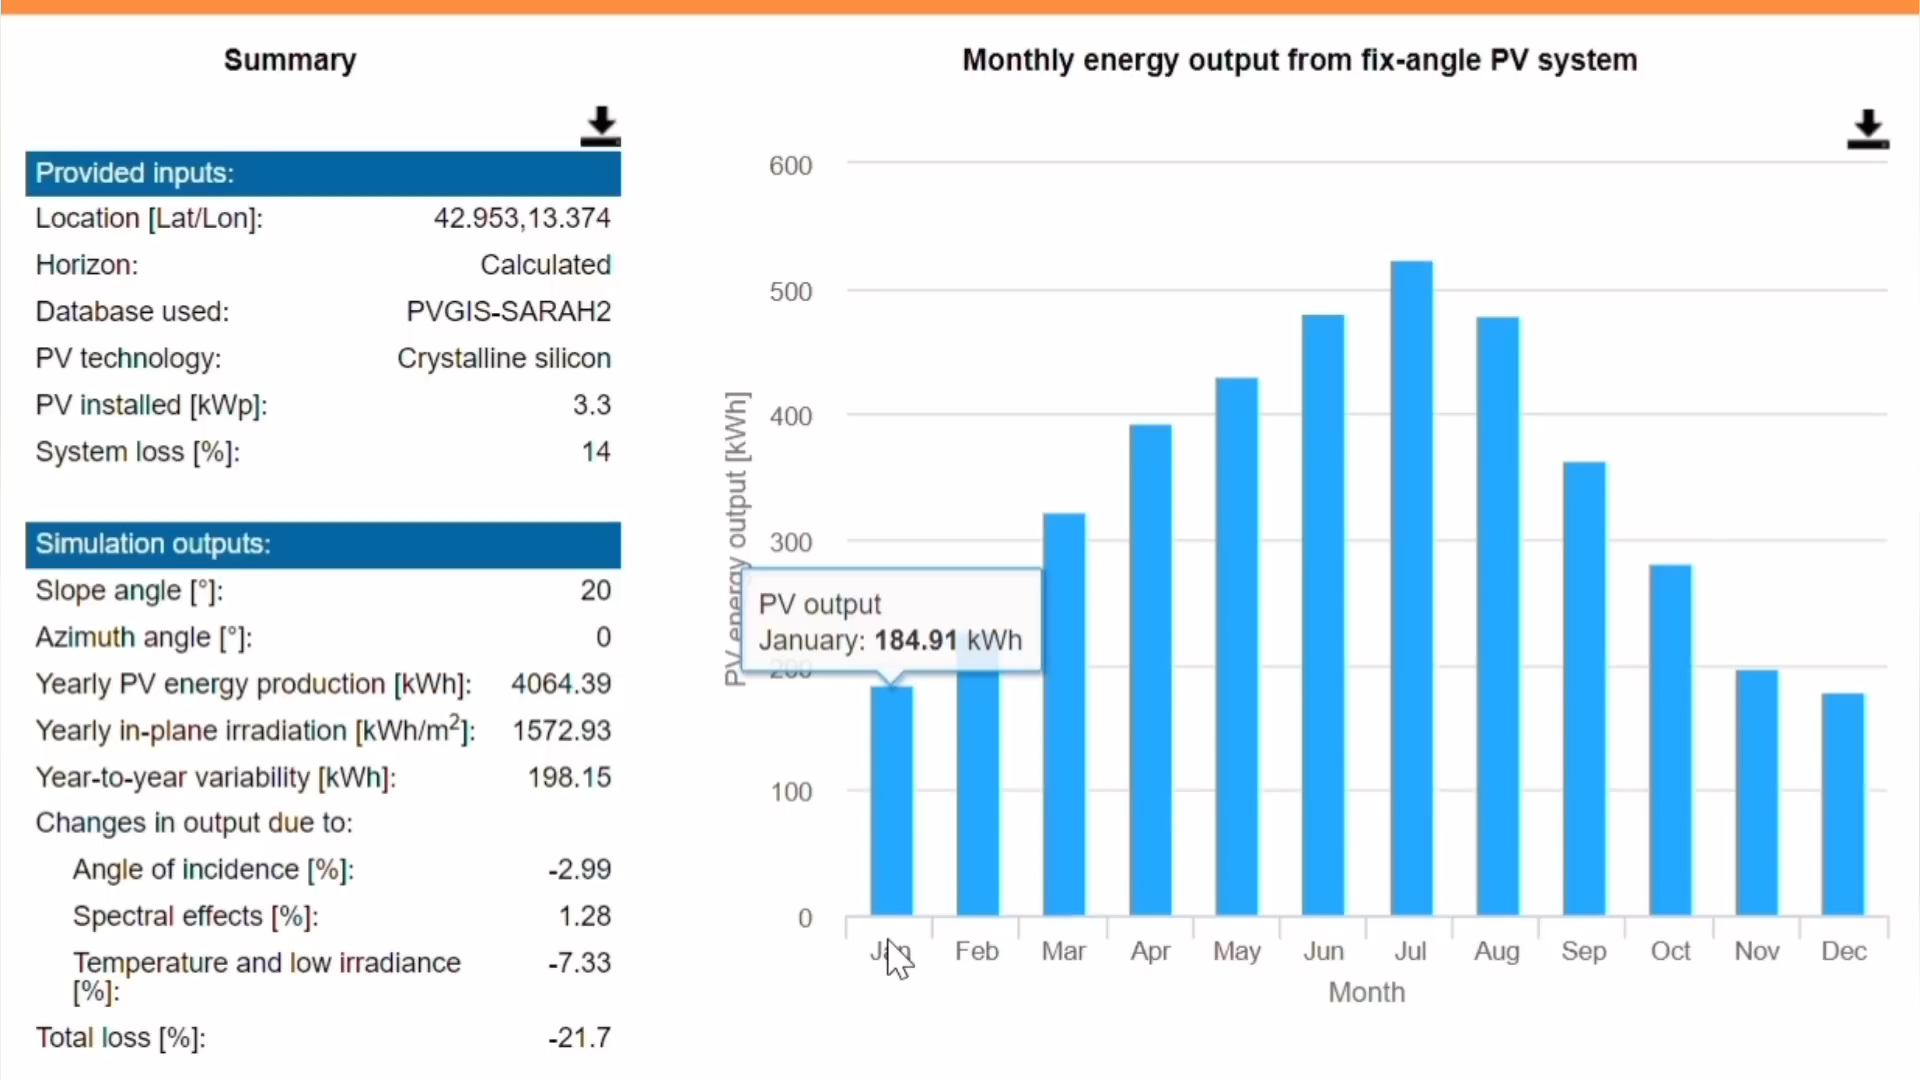 Summary
Provided inputs:
Location [Lat/Lon]: 42.953,13.374
Horizon: Calculated
Database used: PVGIS-SARAH2
PV technology: Crystalline silicon
PV installed [kWp]: 3.3
System loss [%]: 14
Simulation outputs:
Slope angle [°]: 20
Azimuth angle [°]: 0
Yearly PV energy production [kWh]: 4064.39
Yearly in-plane irradiation [kWh/m²]: 1572.93
Year-to-year variability [kWh]: 198.15
Changes in output due to:
Angle of incidence [%]: -2.99
Spectral effects [%]: 1.28
Temperature and low irradiance -7.33
[%]:
Total loss [%]: -21.7
Monthly energy output from fix-angle PV system
600
500
400
300
200
100
0
PV energy output [kWh]
PV output
January: 184.91 kWh
Jan Feb Mar Apr May Jun Jul Aug Sep Oct Nov Dec
Month